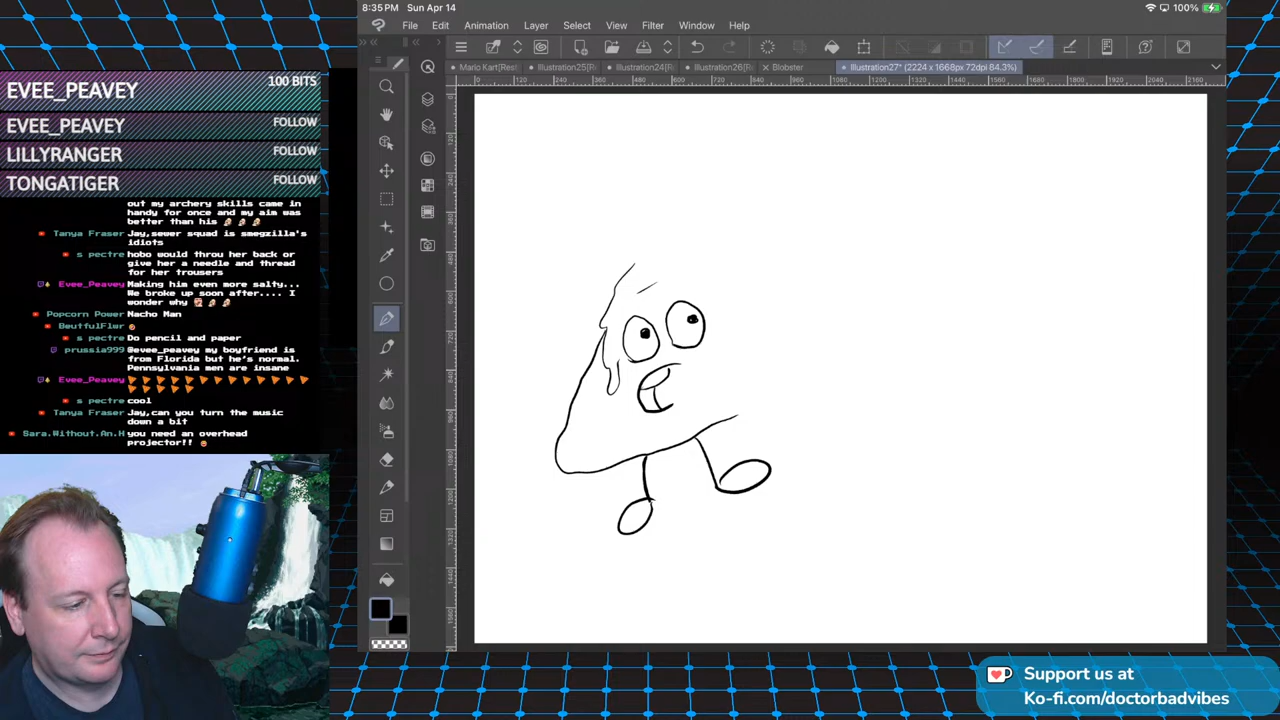 8:35 PM Sun Apr 14
100%
File Edit Animation Layer Select View Filter Window Help
Mario Kart[Rest
Illustration25[R
Illustration24[R
Illustration26[R
Blobster
Illustration27* (2224 x 1668px 72dpi 84.3%)
EVEE_PEAVEY 100 BITS
EVEE_PEAVEY FOLLOW
LILLYRANGER FOLLOW
TONGATIGER FOLLOW
out my archery skills came in
handy for once and my aim was
better than his
Tanya Fraser Jay,sewer squad is smegzilla's
idiots
s pectre hobo would throu her back or
give her a needle and thread
for her trousers
Evee_Peavey Making him even more salty...
We broke up soon after.... I
wonder why
Popcorn Power Nacho Man
BeutfulFlwr
s pectre Do pencil and paper
prussia999 @evee_peavey my boyfriend is
from Florida but he's normal.
Pennsylvania men are insane
Evee_Peavey
s pectre cool
Tanya Fraser Jay,can you turn the music
down a bit
Sara.Without.An.H you need an overhead
projector!!
Support us at
Ko-fi.com/doctorbadvibes